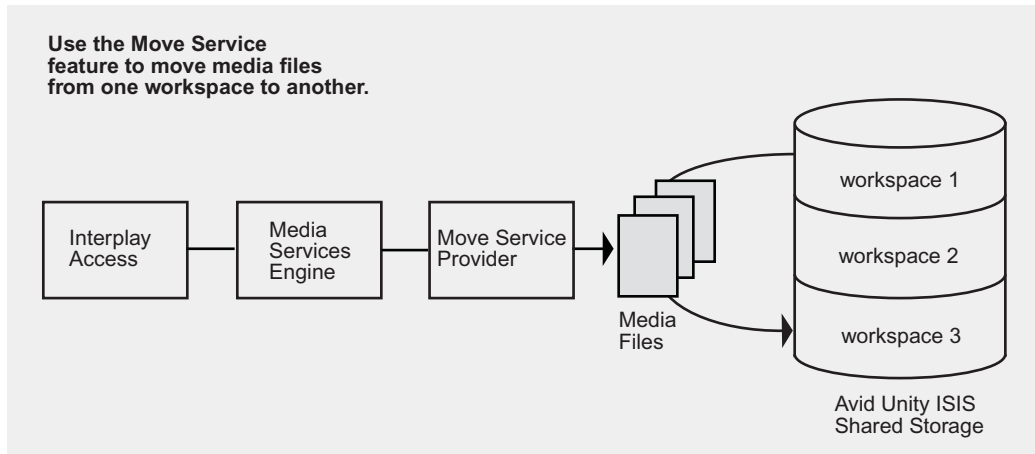 Use the Move Service
feature to move media files
from one workspace to another.
Interplay
Access
Media
Services
Engine
Move Service
Provider
Media
Files
workspace 1
workspace 2
workspace 3
Avid Unity ISIS
Shared Storage